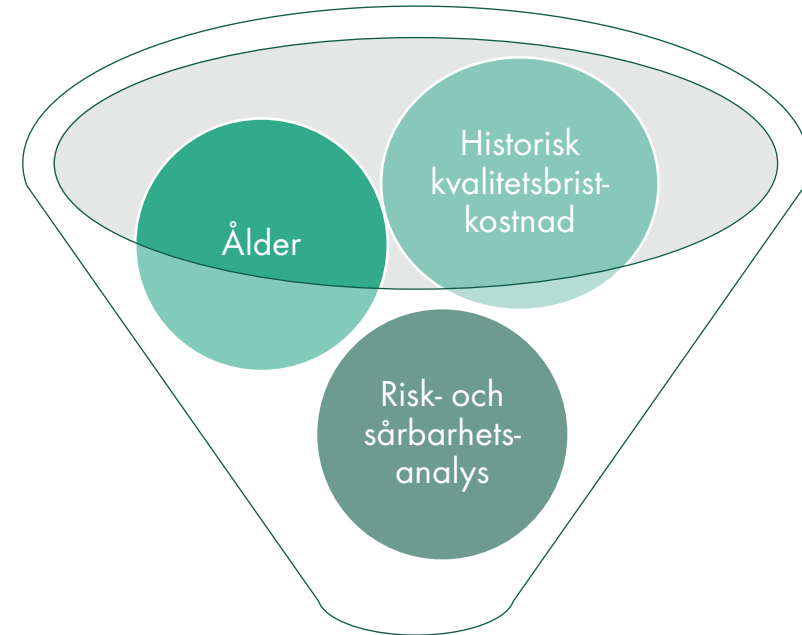 Historisk
kvalitetsbrist-
kostnad
Ålder
Risk- och
sårbarhets-
analys